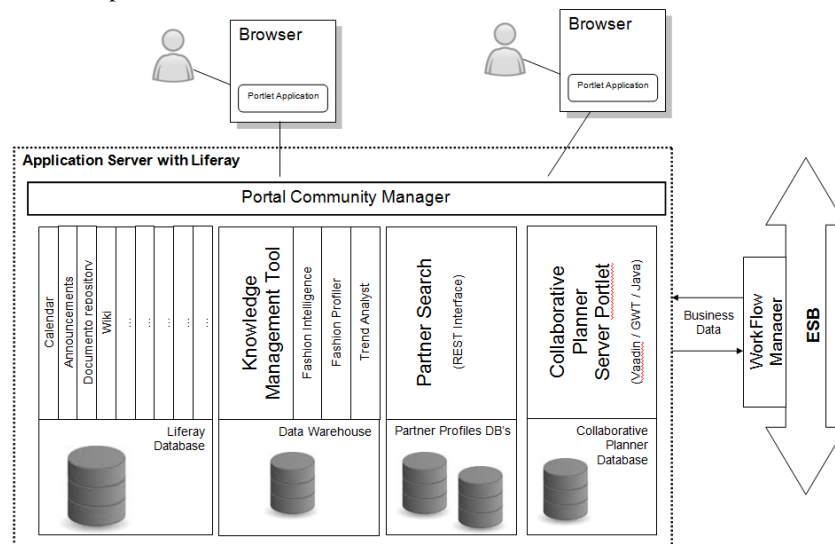 Browser
Portlet Application
Browser
Portlet Application
Application Server with Liferay
Portal Community Manager
Calendar
Announcements
Documento repository
Wiki
...
...
...
...
...
Knowledge
Management Tool
Fashion Intelligence
Fashion Profiler
Trend Analyst
Partner Search
(REST Interface)
Collaborative
Planner
Server Portlet
(Vaadin / GWT / Java)
Business
Data
WorkFlow
Manager
ESB
Liferay
Database
Data Warehouse
Partner Profiles DB's
Collaborative
Planner
Database